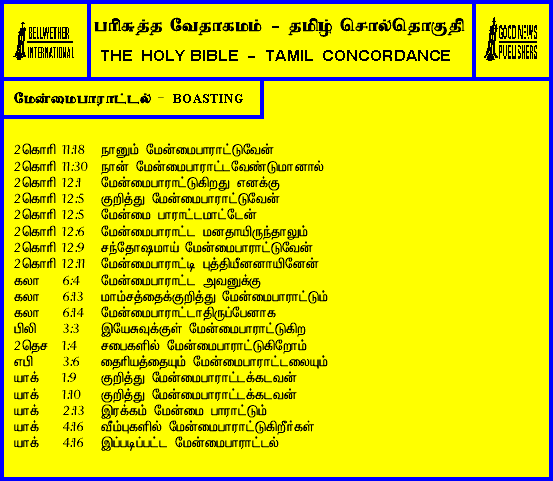 BELLWETHER
INTERNATIONAL
பரிசுத்த வேதாகமம் - தமிழ் சொல்தொகுதி
THE HOLY BIBLE - TAMIL CONCORDANCE
GOOD NEWS
PUBLISHERS
மேன்மைபாராட்டல் - BOASTING
2கொரி 11:18 நானும் மேன்மைபாராட்டுவேன்
2கொரி 11:30 நான் மேன்மைபாராட்டவேண்டுமானால்
2கொரி 12:1 மேன்மைபாராட்டுகிறது எனக்கு
2கொரி 12:5 குறித்து மேன்மைபாராட்டுவேன்
2கொரி 12:5 மேன்மை பாராட்டமாட்டேன்
2கொரி 12:6 மேன்மைபாராட்ட மனதாயிருந்தாலும்
2கொரி 12:9 சந்தோஷமாய் மேன்மைபாராட்டுவேன்
2கொரி 12:11 மேன்மைபாராட்டி புத்தியீனனாயினேன்
கலா 6:4 மேன்மைபாராட்ட அவனுக்கு
கலா 6:13 மாம்சத்தைக்குறித்து மேன்மைபாராட்டும்
கலா 6:14 மேன்மைபாராட்டாதிருப்பேனாக
பிலி 3:3 இயேசுவுக்குள் மேன்மைபாராட்டுகிற
2தெச 1:4 சபைகளில் மேன்மைபாராட்டுகிறோம்
எபி 3:6 தைரியத்தையும் மேன்மைபாராட்டலையும்
யாக் 1:9 குறித்து மேன்மைபாராட்டக்கடவன்
யாக் 1:10 குறித்து மேன்மைபாராட்டக்கடவன்
யாக் 2:13 இரக்கம் மேன்மை பாராட்டும்
யாக் 4:16 வீம்புகளில் மேன்மைபாராட்டுகிறீர்கள்
யாக் 4:16 இப்படிப்பட்ட மேன்மைபாராட்டல்